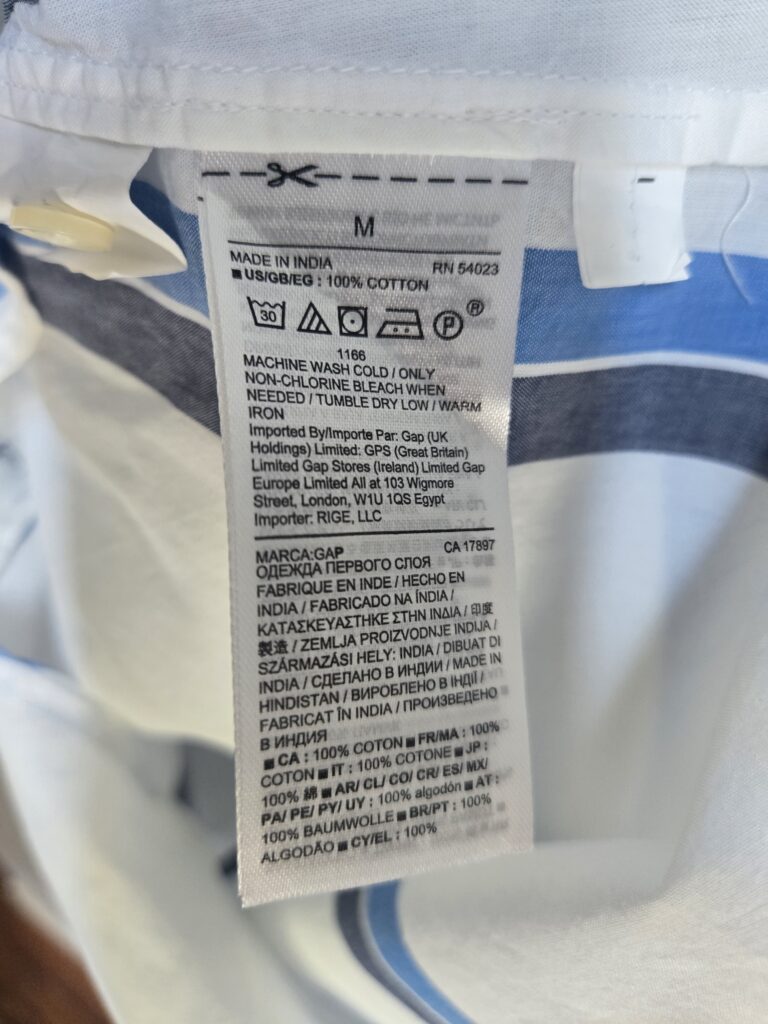 M
MADE IN INDIA RN 54023
■ US/GB/EG : 100% COTTON
30 P ®
1166
MACHINE WASH COLD / ONLY
NON-CHLORINE BLEACH WHEN
NEEDED / TUMBLE DRY LOW / WARM
IRON
Imported By/Importe Par: Gap (UK
Holdings) Limited: GPS (Great Britain)
Limited Gap Stores (Ireland) Limited Gap
Europe Limited All at 103 Wigmore
Street, London, W1U 1QS Egypt
Importer: RIGE, LLC
MARCA:GAP CA 17897
ОДЕЖДА ПЕРВОГО СЛОЯ
FABRIQUE EN INDE / HECHO EN
INDIA / FABRICADO NA ÍNDIA /
ΚΑΤΑΣΚΕΥΑΣΤΗΚΕ ΣΤΗΝ ΙΝΔΙΑ / 印度
製造 / ZEMLJA PROIZVODNJE INDIJA /
SZÁRMAZÁSI HELY: INDIA / DIBUAT DI
INDIA / СДЕЛАНО В ИНДИИ / MADE IN
HINDISTAN / ВИРОБЛЕНО В ІНДІЇ /
FABRICAT ÎN INDIA / ПРОИЗВЕДЕНО
В ИНДИЯ
■ CA : 100% COTON ■ FR/MA : 100%
COTON ■ IT : 100% COTONE ■ JP :
100% 綿 ■ AR/ CL/ CO/ CR/ ES/ MX/
PA/ PE/ PY/ UY : 100% algodón ■ AT :
100% BAUMWOLLE ■ BR/PT : 100%
ALGODÃO ■ CY/EL : 100%